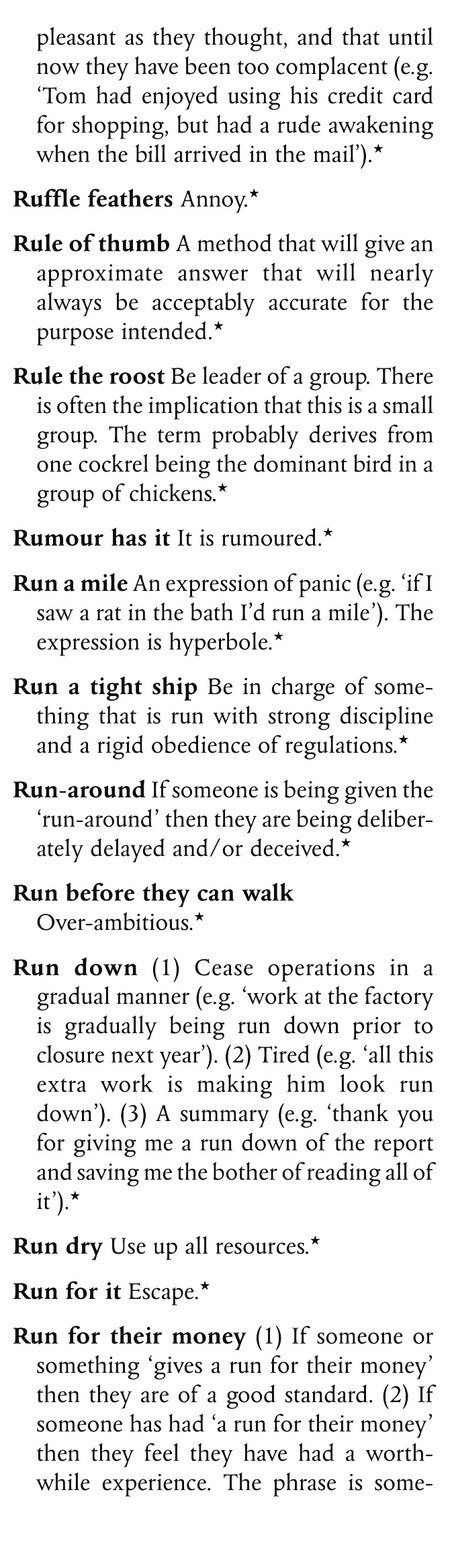 pleasant as they thought, and that until
now they have been too complacent (e.g.
‘Tom had enjoyed using his credit card
for shopping, but had a rude awakening
when the bill arrived in the mail’).★
Ruffle feathers Annoy.★
Rule of thumb A method that will give an
approximate answer that will nearly
always be acceptably accurate for the
purpose intended.★
Rule the roost Be leader of a group. There
is often the implication that this is a small
group. The term probably derives from
one cockrel being the dominant bird in a
group of chickens.★
Rumour has it It is rumoured.★
Run a mile An expression of panic (e.g. ‘if I
saw a rat in the bath I’d run a mile’). The
expression is hyperbole.★
Run a tight ship Be in charge of some-
thing that is run with strong discipline
and a rigid obedience of regulations.★
Run-around If someone is being given the
‘run-around’ then they are being deliber-
ately delayed and/or deceived.★
Run before they can walk
Over-ambitious.★
Run down (1) Cease operations in a
gradual manner (e.g. ‘work at the factory
is gradually being run down prior to
closure next year’). (2) Tired (e.g. ‘all this
extra work is making him look run
down’). (3) A summary (e.g. ‘thank you
for giving me a run down of the report
and saving me the bother of reading all of
it’).★
Run dry Use up all resources.★
Run for it Escape.★
Run for their money (1) If someone or
something ‘gives a run for their money’
then they are of a good standard. (2) If
someone has had ‘a run for their money’
then they feel they have had a worth-
while experience. The phrase is some-